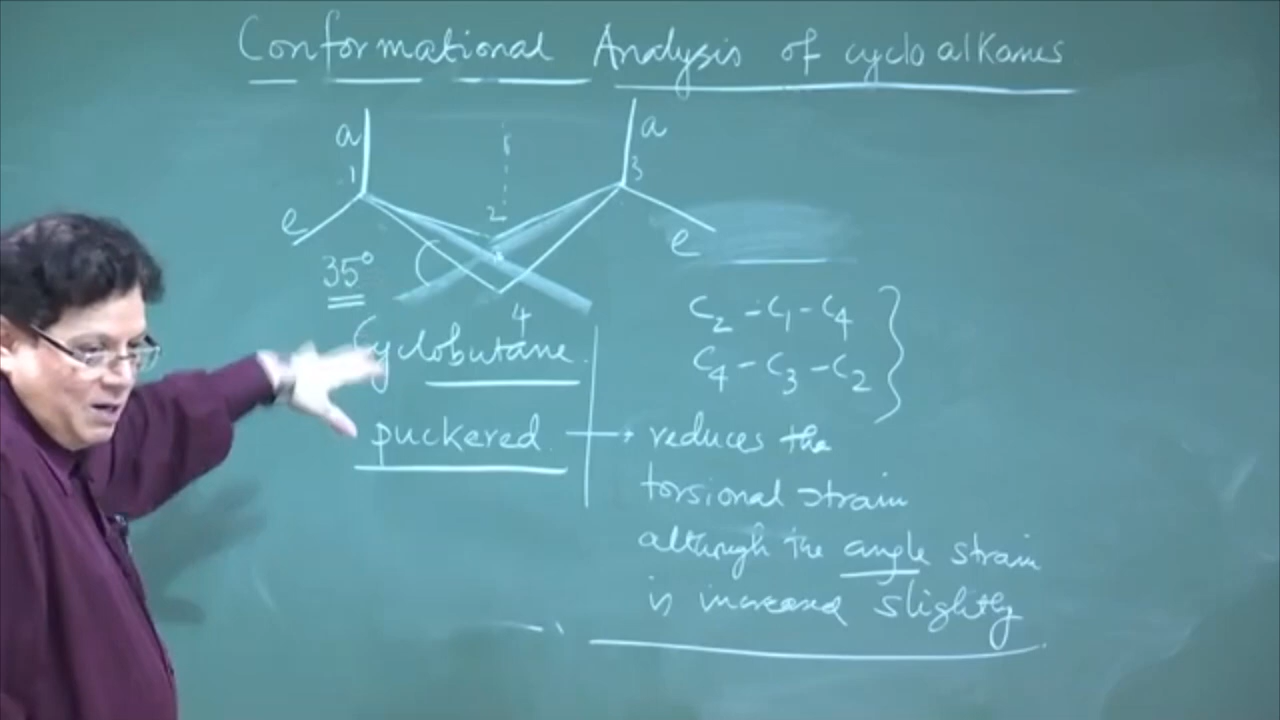 Conformational Analysis of cycloalkanes
a
a
1
3
2
e
e
35°
4
C2 - C1 - C4
C4 - C3 - C2
Cyclobutane.
puckered
reduces the
torsional strain
although the angle strain
is increased slightly